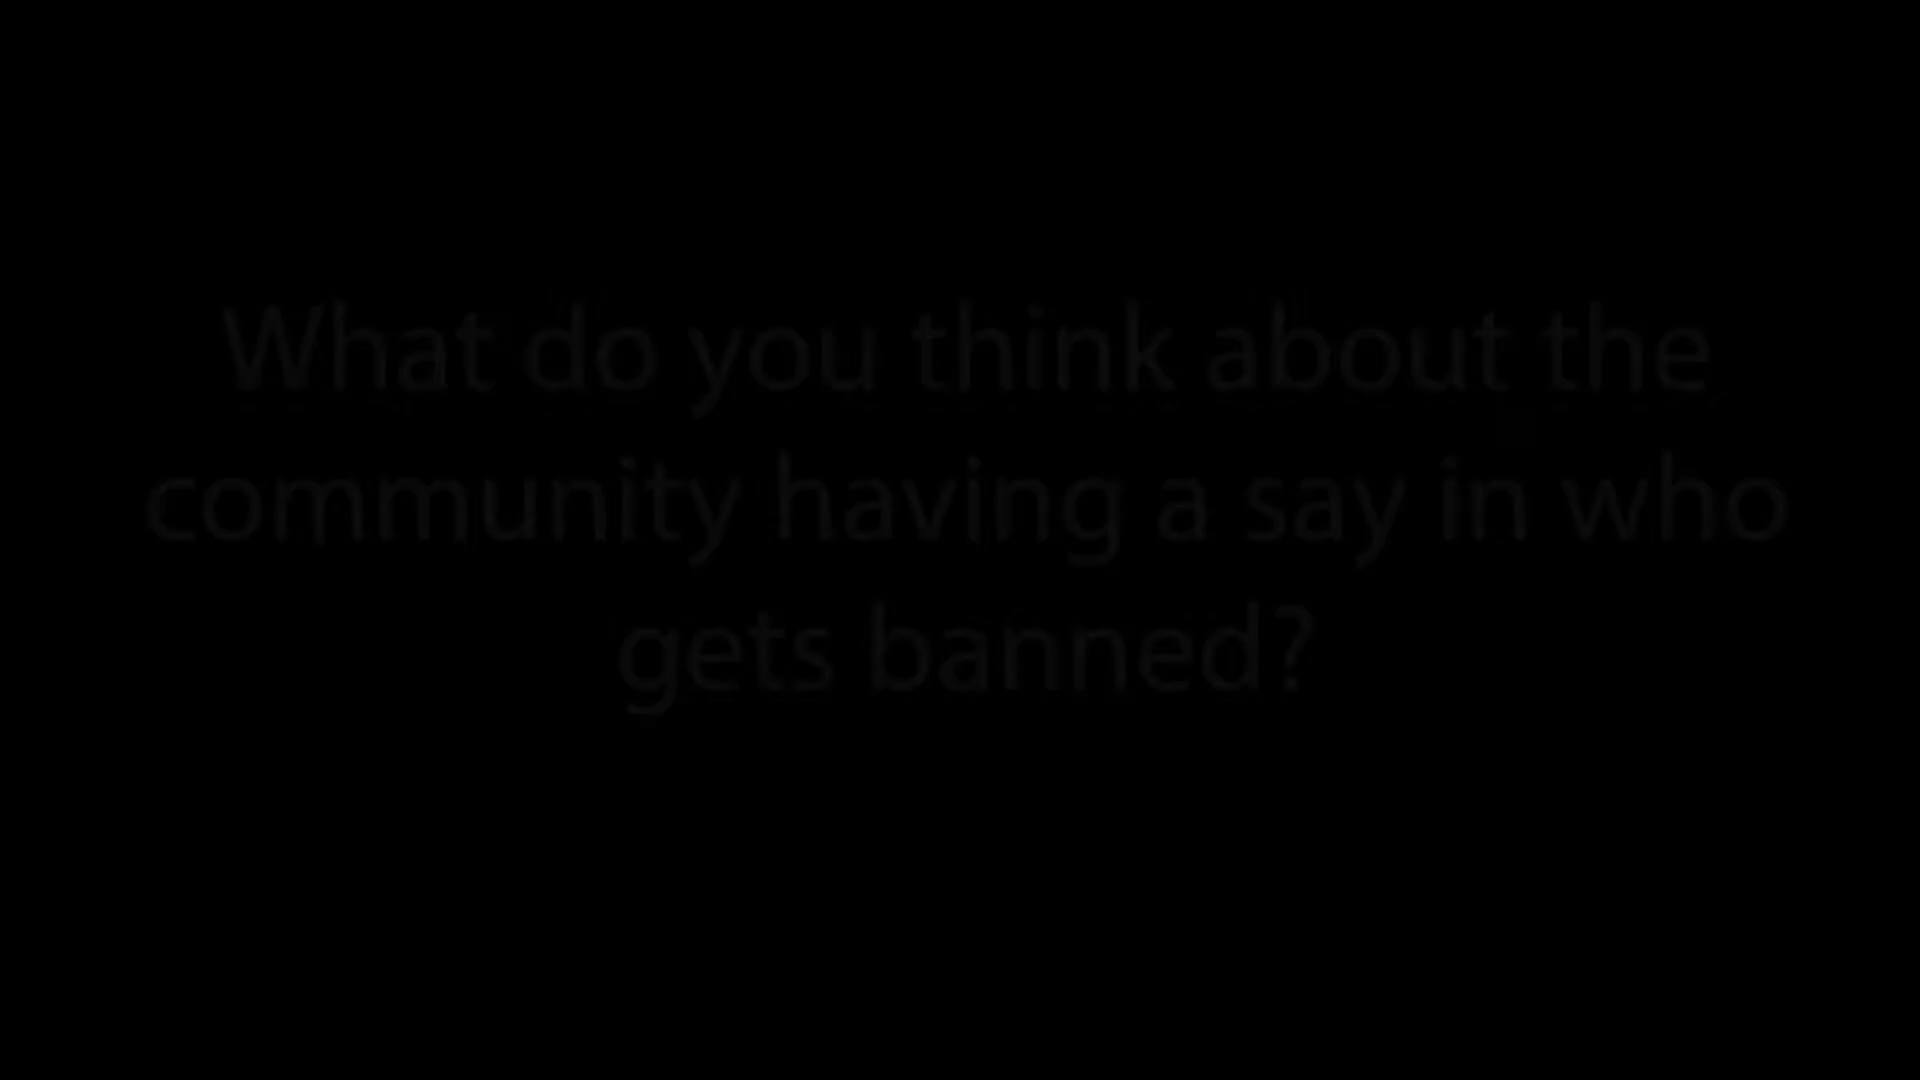 What do you think about the
community having a say in who
gets banned?